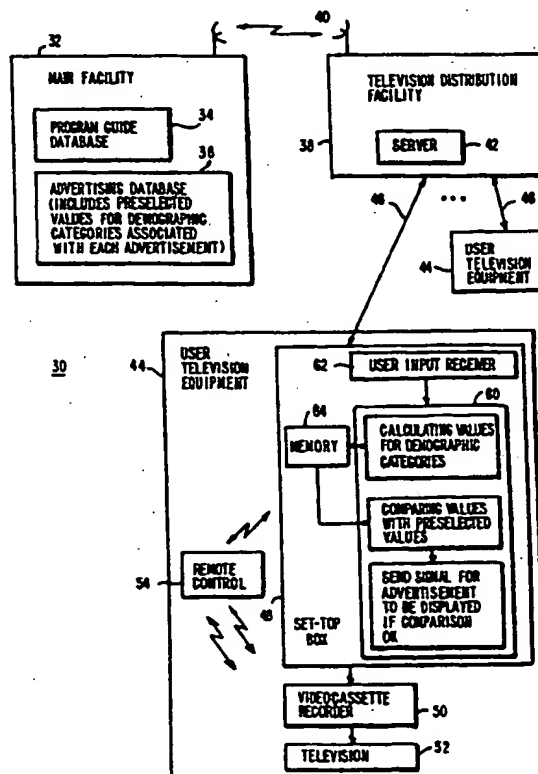 32
40
MAIN FACILITY
PROGRAM GUIDE
DATABASE
34
36
ADVERTISING DATABASE
(INCLUDES PRESELECTED
VALUES FOR DEMOGRAPHIC
CATEGORIES ASSOCIATED
WITH EACH ADVERTISEMENT)
TELEVISION DISTRIBUTION
FACILITY
38
SERVER
42
46
...
46
44
USER
TELEVISION
EQUIPMENT
30
44
USER
TELEVISION
EQUIPMENT
62
USER INPUT RECEIVER
60
64
MEMORY
CALCULATING VALUES
FOR DEMOGRAPHIC
CATEGORIES
COMPARING VALUES
WITH PRESELECTED
VALUES
SEND SIGNAL FOR
ADVERTISEMENT
TO BE DISPLAYED
IF COMPARISON
OK
REMOTE
CONTROL
54
48
SET-TOP
BOX
VIDEOCASSETTE
RECORDER
50
TELEVISION
52